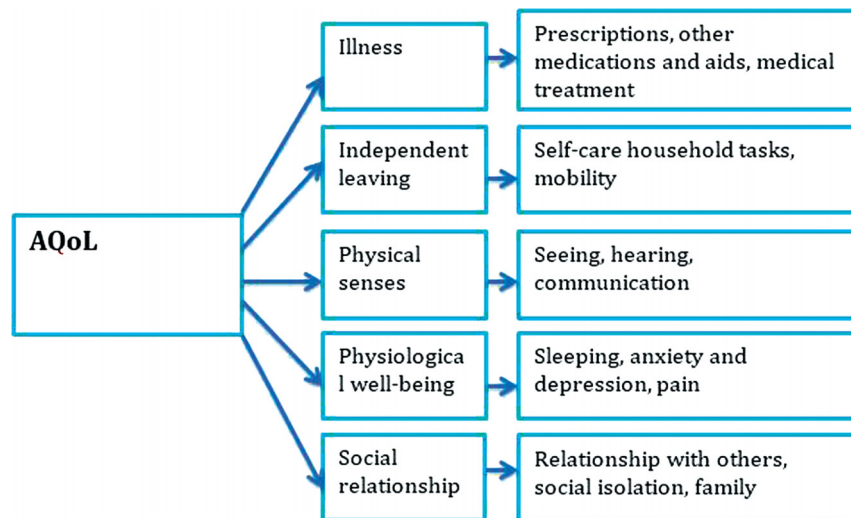 AQoL
Illness
Prescriptions, other
medications and aids, medical
treatment
Independent
leaving
Self-care household tasks,
mobility
Physical
senses
Seeing, hearing,
communication
Physiologica
l well-being
Sleeping, anxiety and
depression, pain
Social
relationship
Relationship with others,
social isolation, family